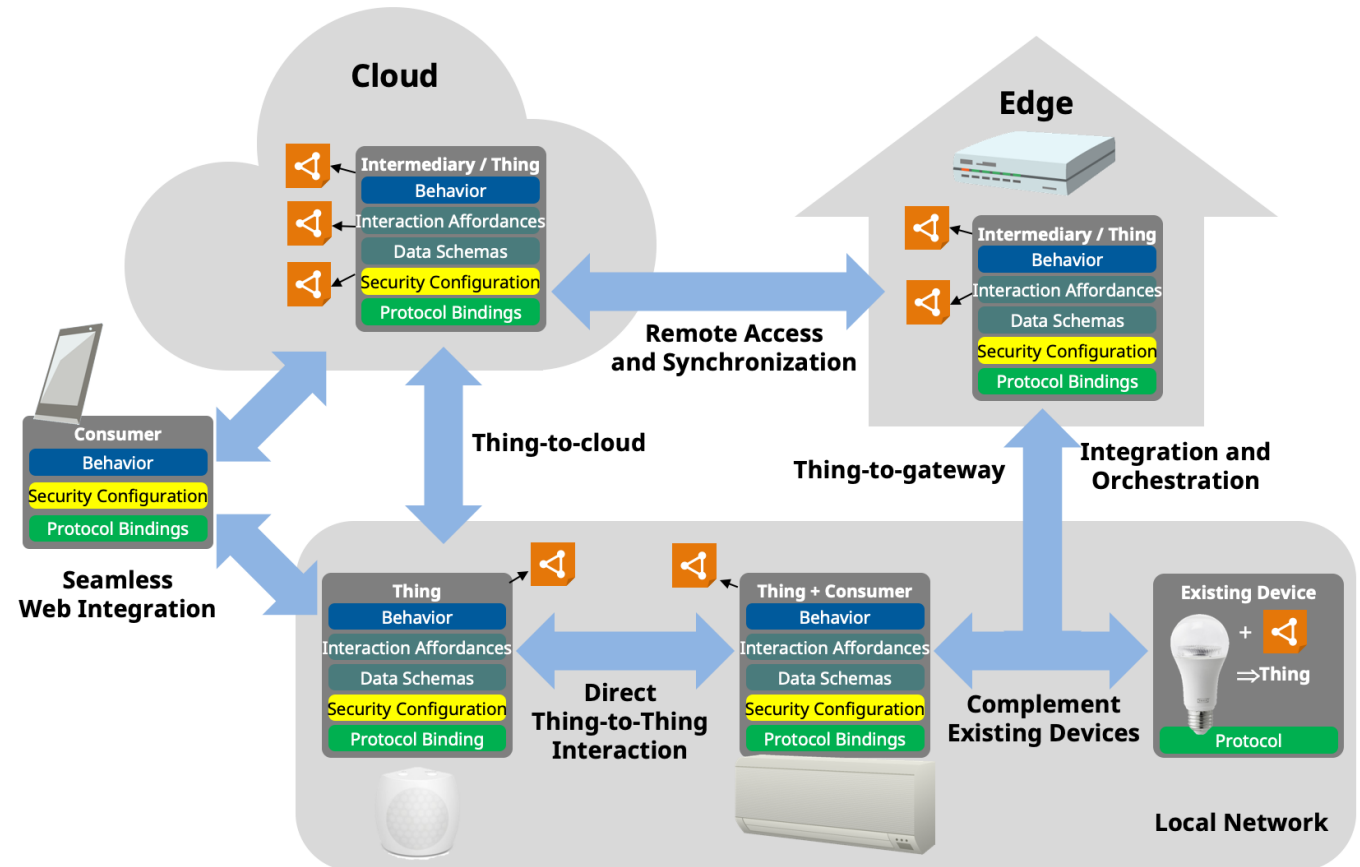 Cloud
Intermediary / Thing
Behavior
Interaction Affordances
Data Schemas
Security Configuration
Protocol Bindings
Edge
Intermediary / Thing
Behavior
Interaction Affordances
Data Schemas
Security Configuration
Protocol Bindings
Remote Access
and Synchronization
Consumer
Behavior
Security Configuration
Protocol Bindings
Seamless
Web Integration
Thing-to-cloud
Thing-to-gateway
Integration and
Orchestration
Thing
Behavior
Interaction Affordances
Data Schemas
Security Configuration
Protocol Binding
Direct
Thing-to-Thing
Interaction
Thing + Consumer
Behavior
Interaction Affordances
Data Schemas
Security Configuration
Protocol Bindings
Complement
Existing Devices
Existing Device
+
⇒Thing
Protocol
Local Network